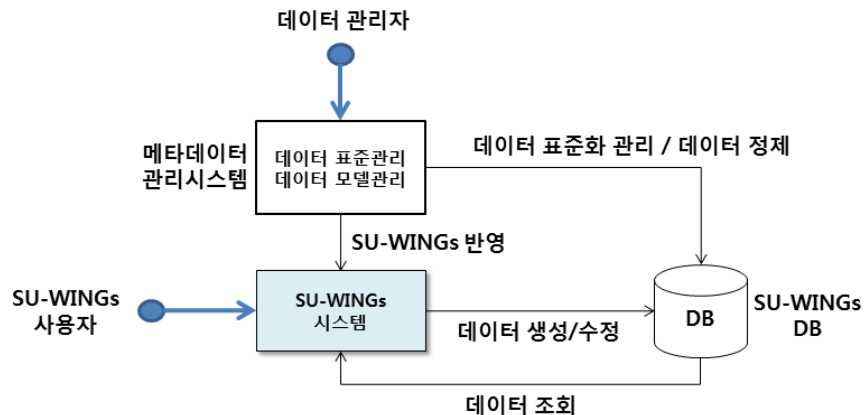 데이터 관리자
메타데이터
관리시스템
데이터 표준관리
데이터 모델관리
데이터 표준화 관리 / 데이터 정제
SU-WINGs 반영
SU-WINGs
사용자
SU-WINGs
시스템
데이터 생성/수정
DB
SU-WINGs
DB
데이터 조회